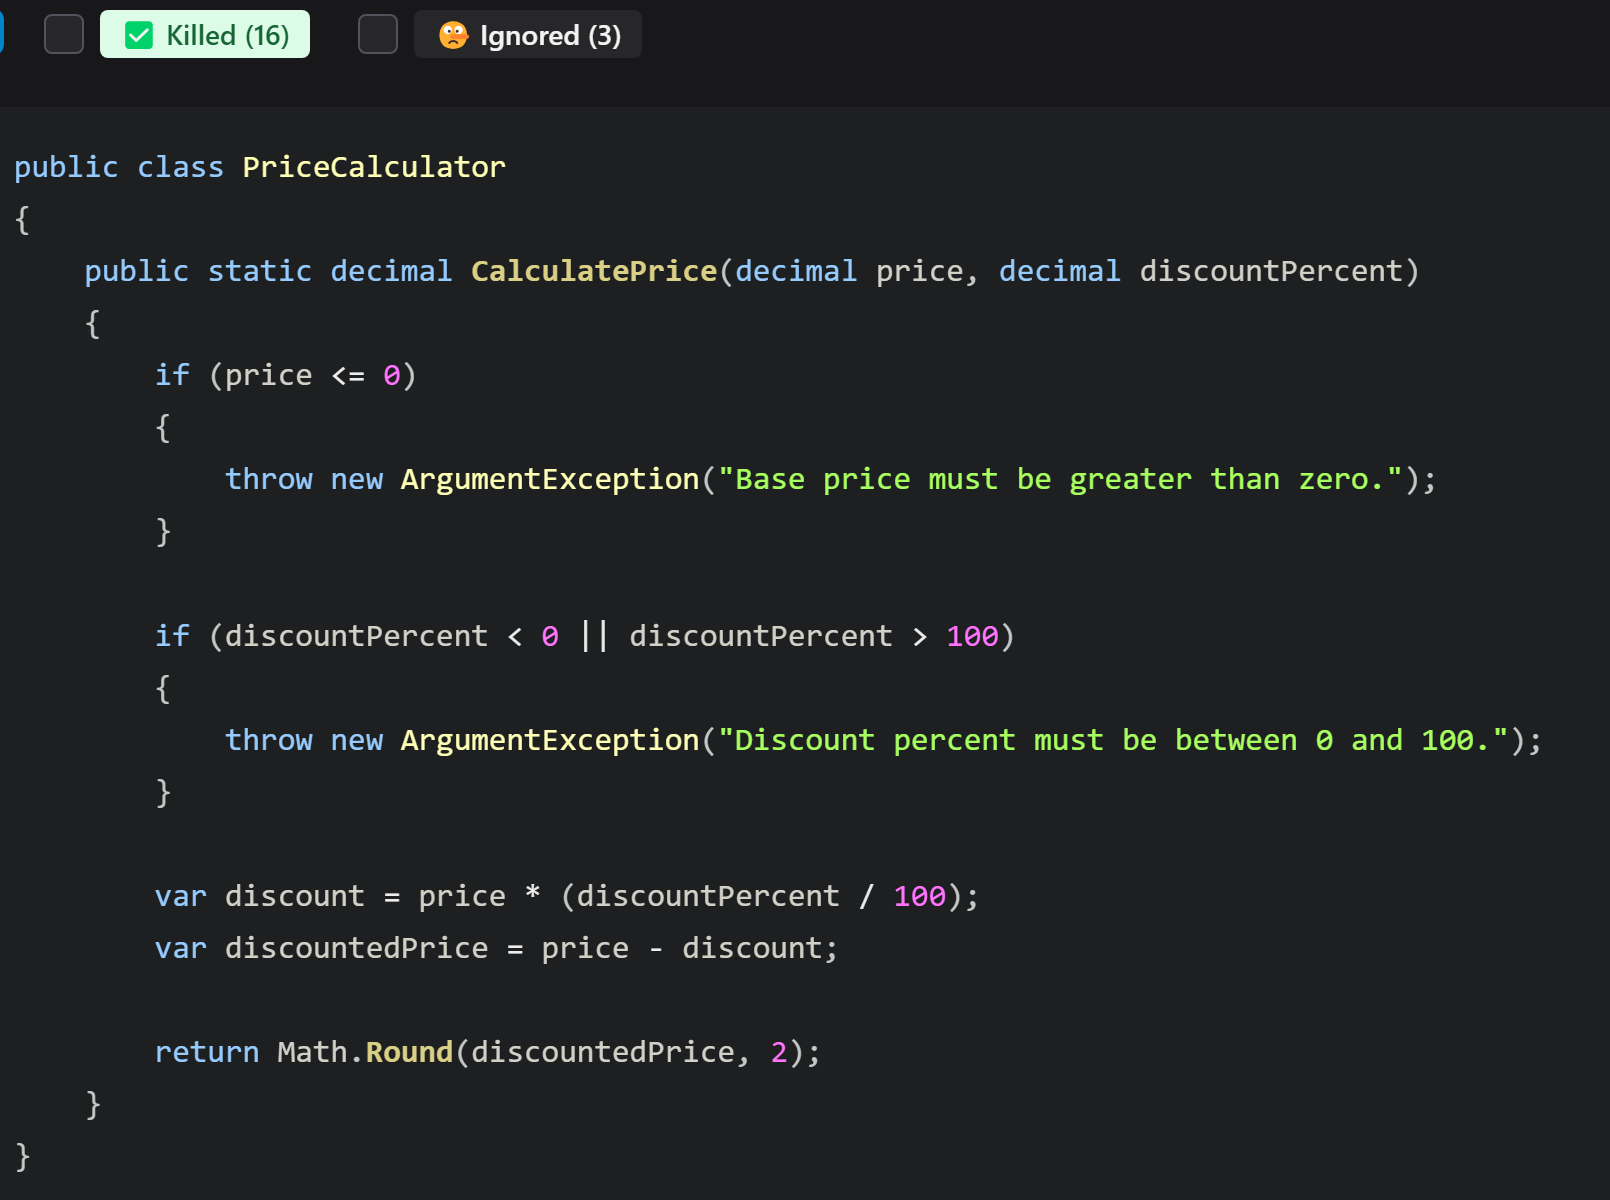 Killed (16) Ignored (3)
public class PriceCalculator
{
    public static decimal CalculatePrice(decimal price, decimal discountPercent)
    {
        if (price <= 0)
        {
            throw new ArgumentException("Base price must be greater than zero.");
        }
        if (discountPercent < 0 || discountPercent > 100)
        {
            throw new ArgumentException("Discount percent must be between 0 and 100.");
        }
        var discount = price * (discountPercent / 100);
        var discountedPrice = price - discount;
        return Math.Round(discountedPrice, 2);
    }
}